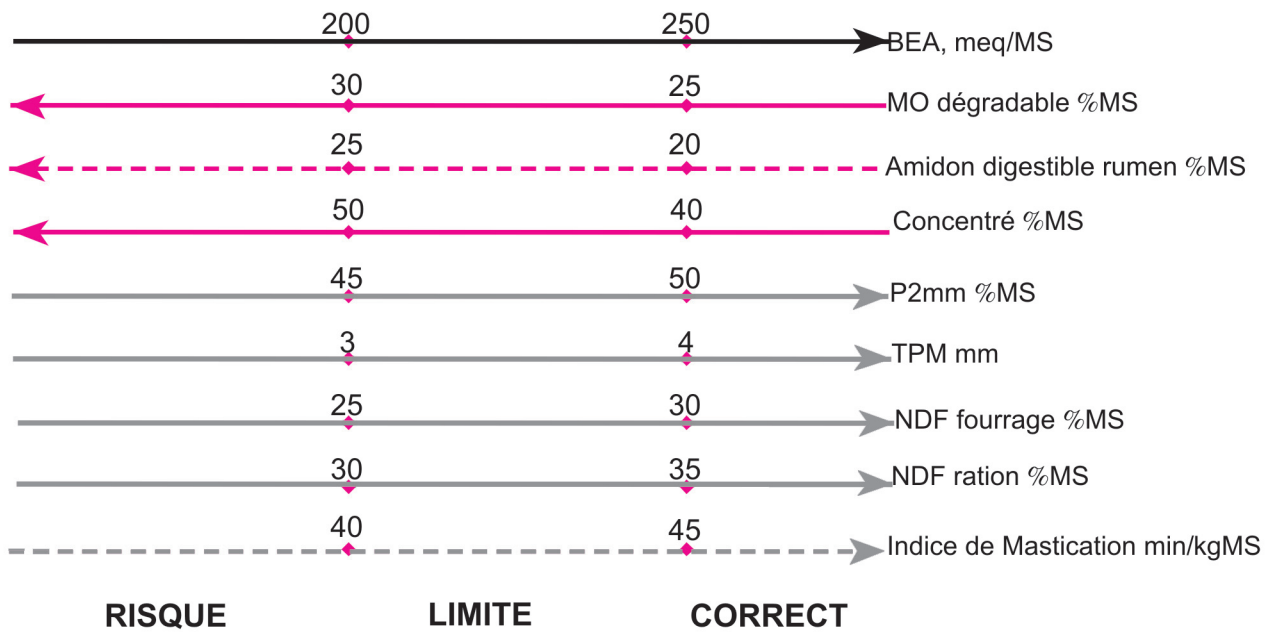 200 250 BEA, meq/MS
30 25 MO dégradable %MS
25 20 Amidon digestible rumen %MS
50 40 Concentré %MS
45 50 P2mm %MS
3 4 TPM mm
25 30 NDF fourrage %MS
30 35 NDF ration %MS
40 45 Indice de Mastication min/kgMS
RISQUE LIMITE CORRECT